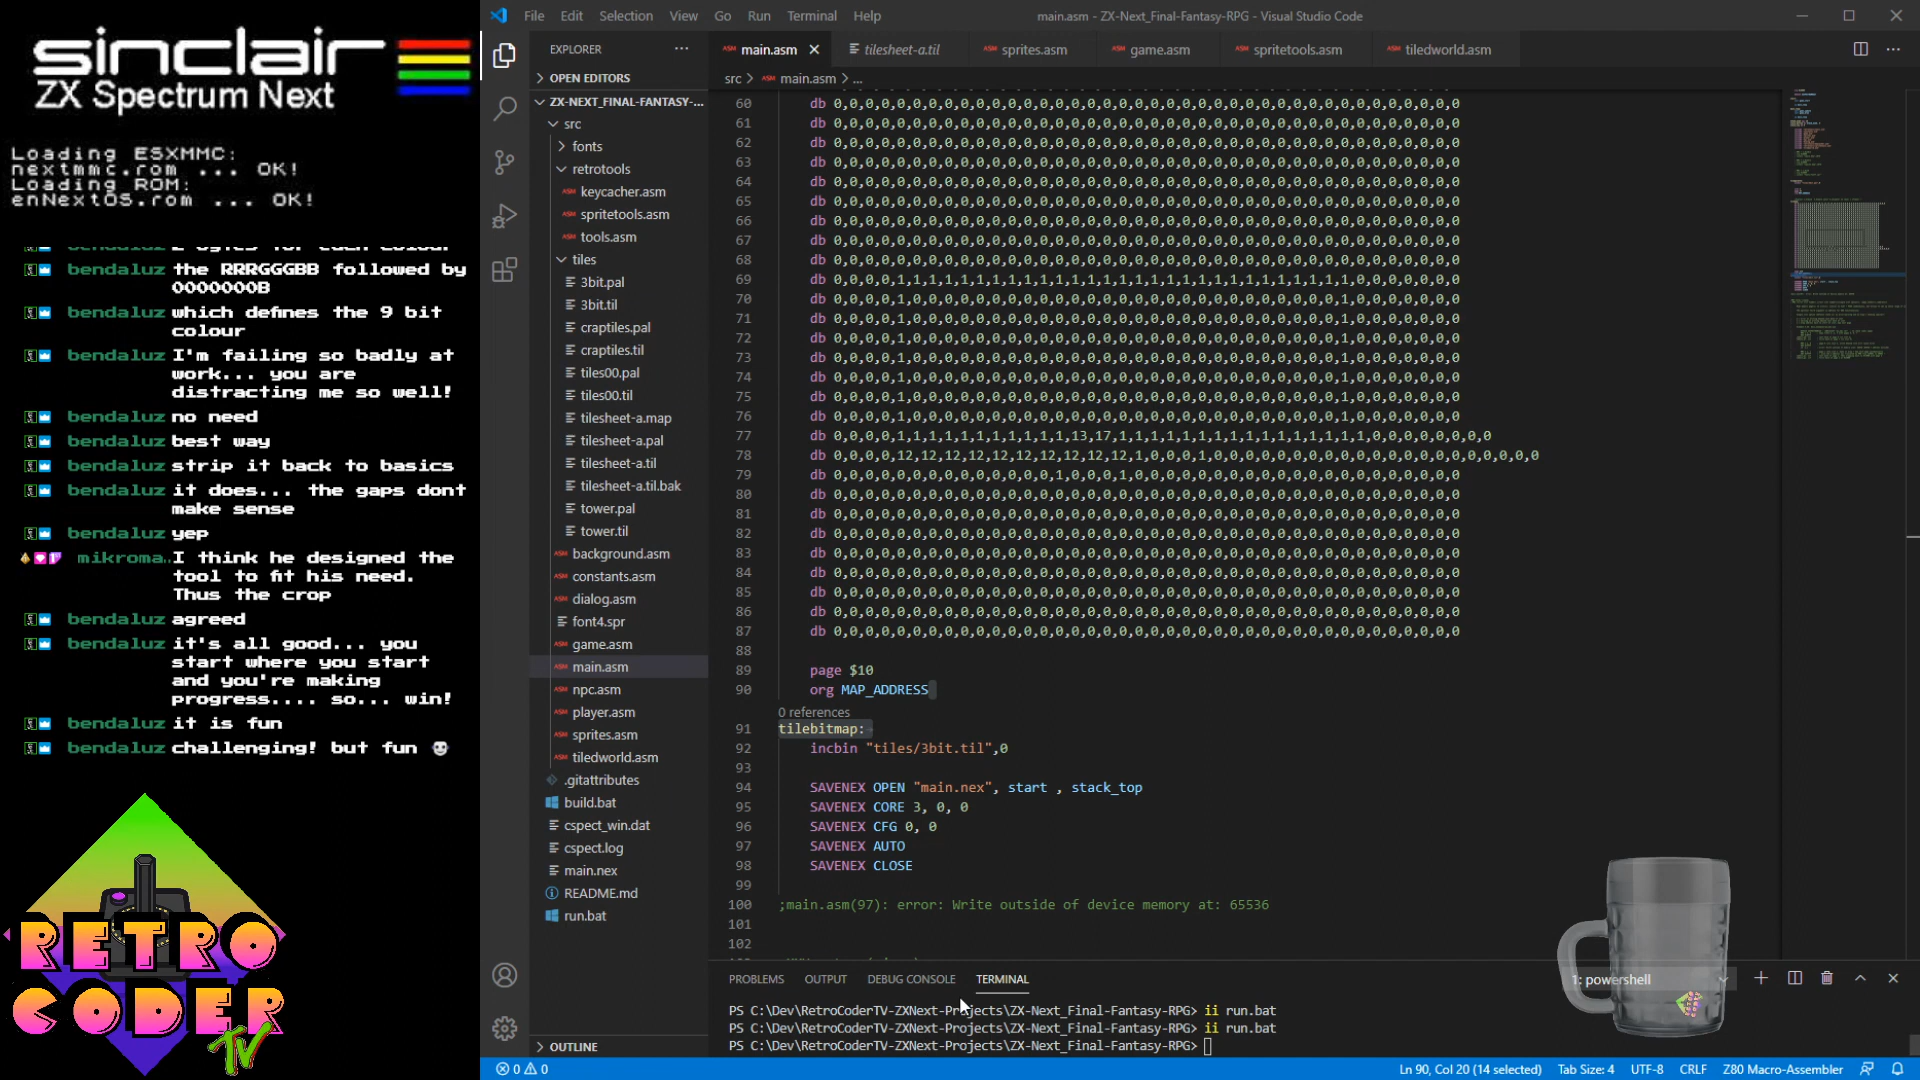 sinclair
ZX Spectrum Next
Loading ESXMMC:
nextmmc.rom ... OK!
Loading ROM:
enNextOS.rom ... OK!
bendaluz 2 bytes for each colour
bendaluz the RRRGGGBB followed by
0000000B
bendaluz which defines the 9 bit
colour
bendaluz I'm failing so badly at
work... you are
distracting me so well!
bendaluz no need
bendaluz best way
bendaluz strip it back to basics
bendaluz it does... the gaps dont
make sense
bendaluz yep
mikroma.. I think he designed the
tool to fit his need.
Thus the crop
bendaluz agreed
bendaluz it's all good... you
start where you start
and you're making
progress.... so... win!
bendaluz it is fun
bendaluz challenging! but fun
RETRO
CODER
TV
File Edit Selection View Go Run Terminal Help
main.asm - ZX-Next_Final-Fantasy-RPG - Visual Studio Code
EXPLORER
OPEN EDITORS
ZX-NEXT_FINAL-FANTASY-...
src
fonts
retrotools
keycacher.asm
spritetools.asm
tools.asm
tiles
3bit.pal
3bit.til
craptiles.pal
craptiles.til
tiles00.pal
tiles00.til
tilesheet-a.map
tilesheet-a.pal
tilesheet-a.til
tilesheet-a.til.bak
tower.pal
tower.til
background.asm
constants.asm
dialog.asm
font4.spr
game.asm
main.asm
npc.asm
player.asm
sprites.asm
tiledworld.asm
.gitattributes
build.bat
cspect_win.dat
cspect.log
main.nex
README.md
run.bat
OUTLINE
main.asm tilesheet-a.til sprites.asm game.asm spritetools.asm tiledworld.asm
src > main.asm > ...
60 db 0,0,0,0,0,0,0,0,0,0,0,0,0,0,0,0,0,0,0,0,0,0,0,0,0,0,0,0,0,0,0,0,0,0,0,0,0,0,0,0
61 db 0,0,0,0,0,0,0,0,0,0,0,0,0,0,0,0,0,0,0,0,0,0,0,0,0,0,0,0,0,0,0,0,0,0,0,0,0,0,0,0
62 db 0,0,0,0,0,0,0,0,0,0,0,0,0,0,0,0,0,0,0,0,0,0,0,0,0,0,0,0,0,0,0,0,0,0,0,0,0,0,0,0
63 db 0,0,0,0,0,0,0,0,0,0,0,0,0,0,0,0,0,0,0,0,0,0,0,0,0,0,0,0,0,0,0,0,0,0,0,0,0,0,0,0
64 db 0,0,0,0,0,0,0,0,0,0,0,0,0,0,0,0,0,0,0,0,0,0,0,0,0,0,0,0,0,0,0,0,0,0,0,0,0,0,0,0
65 db 0,0,0,0,0,0,0,0,0,0,0,0,0,0,0,0,0,0,0,0,0,0,0,0,0,0,0,0,0,0,0,0,0,0,0,0,0,0,0,0
66 db 0,0,0,0,0,0,0,0,0,0,0,0,0,0,0,0,0,0,0,0,0,0,0,0,0,0,0,0,0,0,0,0,0,0,0,0,0,0,0,0
67 db 0,0,0,0,0,0,0,0,0,0,0,0,0,0,0,0,0,0,0,0,0,0,0,0,0,0,0,0,0,0,0,0,0,0,0,0,0,0,0,0
68 db 0,0,0,0,0,0,0,0,0,0,0,0,0,0,0,0,0,0,0,0,0,0,0,0,0,0,0,0,0,0,0,0,0,0,0,0,0,0,0,0
69 db 0,0,0,0,1,1,1,1,1,1,1,1,1,1,1,1,1,1,1,1,1,1,1,1,1,1,1,1,1,1,1,1,1,0,0,0,0,0,0,0
70 db 0,0,0,0,1,0,0,0,0,0,0,0,0,0,0,0,0,0,0,0,0,0,0,0,0,0,0,0,0,0,0,0,1,0,0,0,0,0,0,0
71 db 0,0,0,0,1,0,0,0,0,0,0,0,0,0,0,0,0,0,0,0,0,0,0,0,0,0,0,0,0,0,0,0,1,0,0,0,0,0,0,0
72 db 0,0,0,0,1,0,0,0,0,0,0,0,0,0,0,0,0,0,0,0,0,0,0,0,0,0,0,0,0,0,0,0,1,0,0,0,0,0,0,0
73 db 0,0,0,0,1,0,0,0,0,0,0,0,0,0,0,0,0,0,0,0,0,0,0,0,0,0,0,0,0,0,0,0,1,0,0,0,0,0,0,0
74 db 0,0,0,0,1,0,0,0,0,0,0,0,0,0,0,0,0,0,0,0,0,0,0,0,0,0,0,0,0,0,0,0,1,0,0,0,0,0,0,0
75 db 0,0,0,0,1,0,0,0,0,0,0,0,0,0,0,0,0,0,0,0,0,0,0,0,0,0,0,0,0,0,0,0,1,0,0,0,0,0,0,0
76 db 0,0,0,0,1,0,0,0,0,0,0,0,0,0,0,0,0,0,0,0,0,0,0,0,0,0,0,0,0,0,0,0,1,0,0,0,0,0,0,0
77 db 0,0,0,0,1,1,1,1,1,1,1,1,1,1,1,13,17,1,1,1,1,1,1,1,1,1,1,1,1,1,1,1,1,0,0,0,0,0,0,0,0
78 db 0,0,0,0,12,12,12,12,12,12,12,12,12,12,1,0,0,0,1,0,0,0,0,0,0,0,0,0,0,0,0,0,0,0,0,0,0,0,0,0
79 db 0,0,0,0,0,0,0,0,0,0,0,0,0,0,1,0,0,0,1,0,0,0,0,0,0,0,0,0,0,0,0,0,0,0,0,0,0,0,0,0
80 db 0,0,0,0,0,0,0,0,0,0,0,0,0,0,0,0,0,0,0,0,0,0,0,0,0,0,0,0,0,0,0,0,0,0,0,0,0,0,0,0
81 db 0,0,0,0,0,0,0,0,0,0,0,0,0,0,0,0,0,0,0,0,0,0,0,0,0,0,0,0,0,0,0,0,0,0,0,0,0,0,0,0
82 db 0,0,0,0,0,0,0,0,0,0,0,0,0,0,0,0,0,0,0,0,0,0,0,0,0,0,0,0,0,0,0,0,0,0,0,0,0,0,0,0
83 db 0,0,0,0,0,0,0,0,0,0,0,0,0,0,0,0,0,0,0,0,0,0,0,0,0,0,0,0,0,0,0,0,0,0,0,0,0,0,0,0
84 db 0,0,0,0,0,0,0,0,0,0,0,0,0,0,0,0,0,0,0,0,0,0,0,0,0,0,0,0,0,0,0,0,0,0,0,0,0,0,0,0
85 db 0,0,0,0,0,0,0,0,0,0,0,0,0,0,0,0,0,0,0,0,0,0,0,0,0,0,0,0,0,0,0,0,0,0,0,0,0,0,0,0
86 db 0,0,0,0,0,0,0,0,0,0,0,0,0,0,0,0,0,0,0,0,0,0,0,0,0,0,0,0,0,0,0,0,0,0,0,0,0,0,0,0
87 db 0,0,0,0,0,0,0,0,0,0,0,0,0,0,0,0,0,0,0,0,0,0,0,0,0,0,0,0,0,0,0,0,0,0,0,0,0,0,0,0
88
89 page $10
90 org MAP_ADDRESS
0 references
91 tilebitmap:
92 incbin "tiles/3bit.til",0
93
94 SAVENEX OPEN "main.nex", start , stack_top
95 SAVENEX CORE 3, 0, 0
96 SAVENEX CFG 0, 0
97 SAVENEX AUTO
98 SAVENEX CLOSE
99
100 ;main.asm(97): error: Write outside of device memory at: 65536
101
102
PROBLEMS OUTPUT DEBUG CONSOLE TERMINAL
1: powershell
PS C:\Dev\RetroCoderTV-ZXNext-Projects\ZX-Next_Final-Fantasy-RPG> ii run.bat
PS C:\Dev\RetroCoderTV-ZXNext-Projects\ZX-Next_Final-Fantasy-RPG> ii run.bat
PS C:\Dev\RetroCoderTV-ZXNext-Projects\ZX-Next_Final-Fantasy-RPG>
0 0
Ln 90, Col 20 (14 selected) Tab Size: 4 UTF-8 CRLF Z80 Macro-Assembler